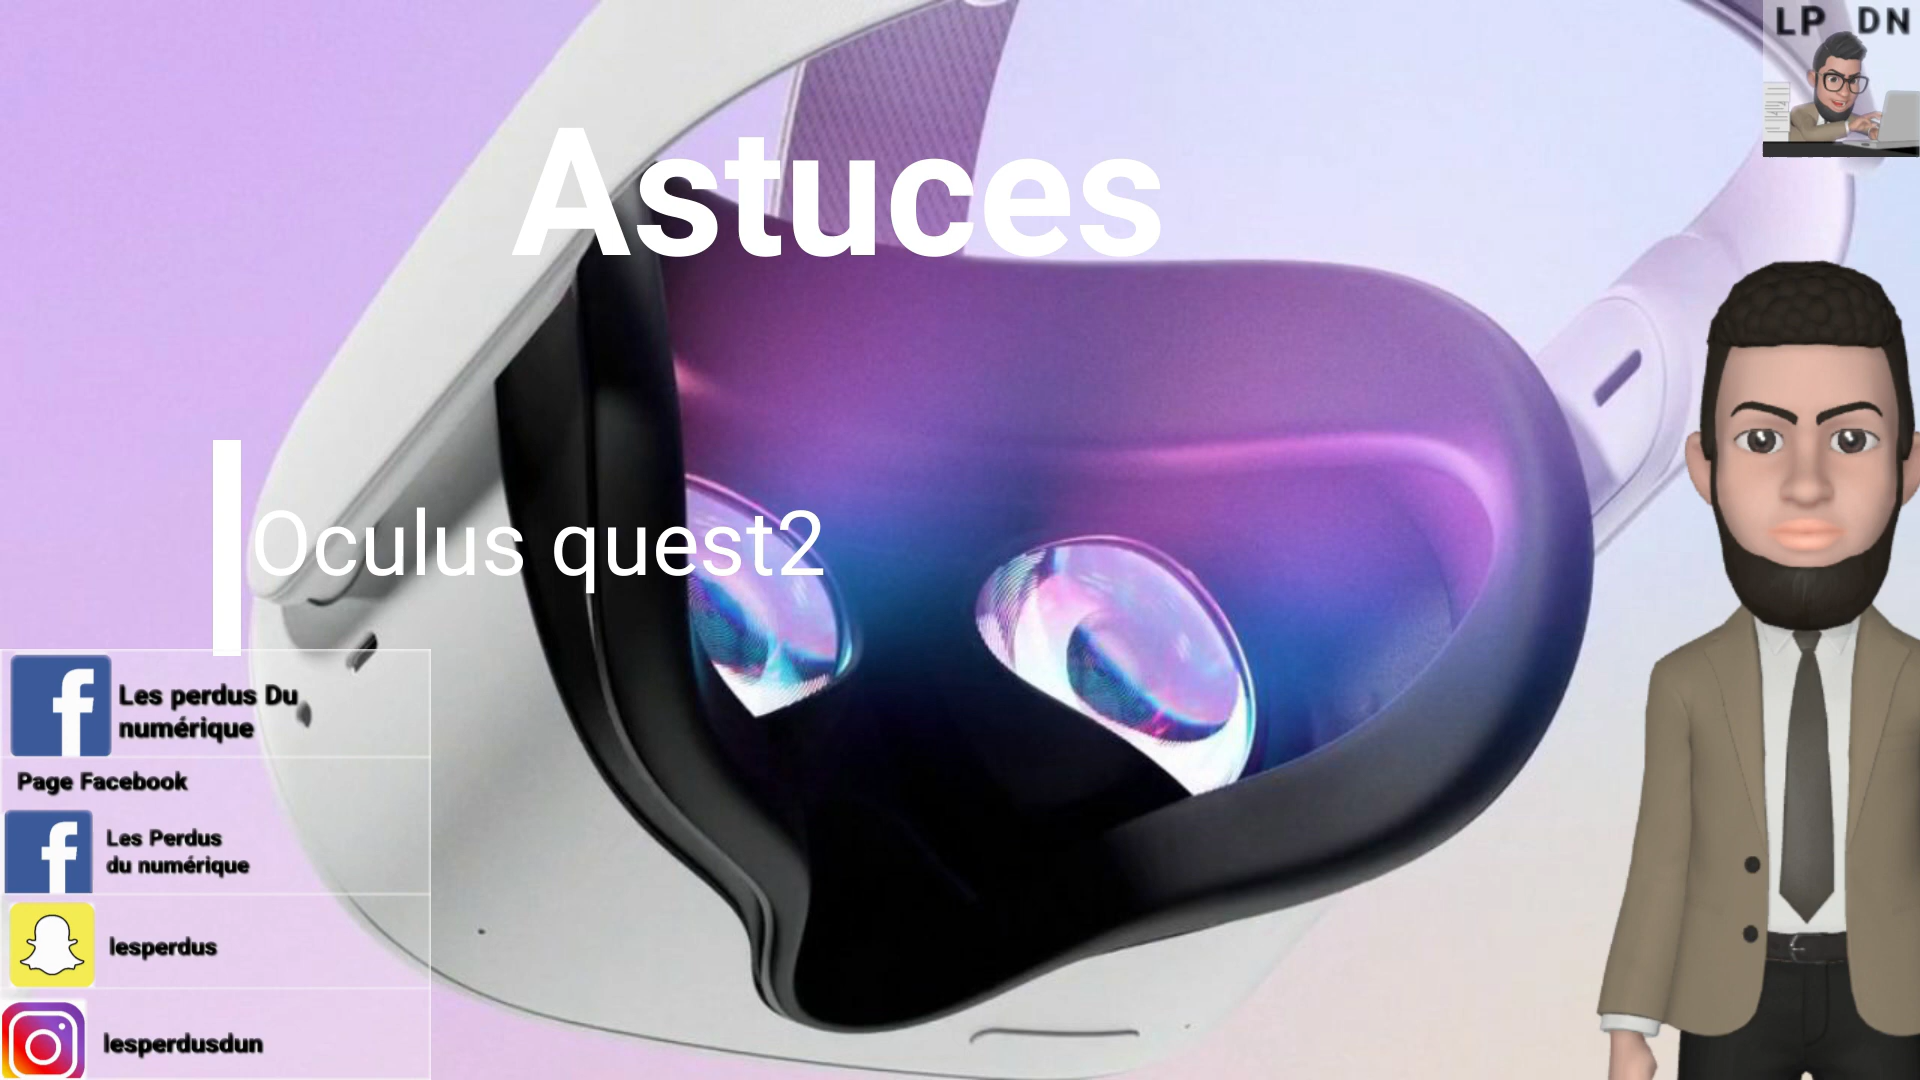 LP DN
Astuces
Oculus quest2
Les perdus Du
numérique
Page Facebook
Les Perdus
du numérique
lesperdus
lesperdusdun